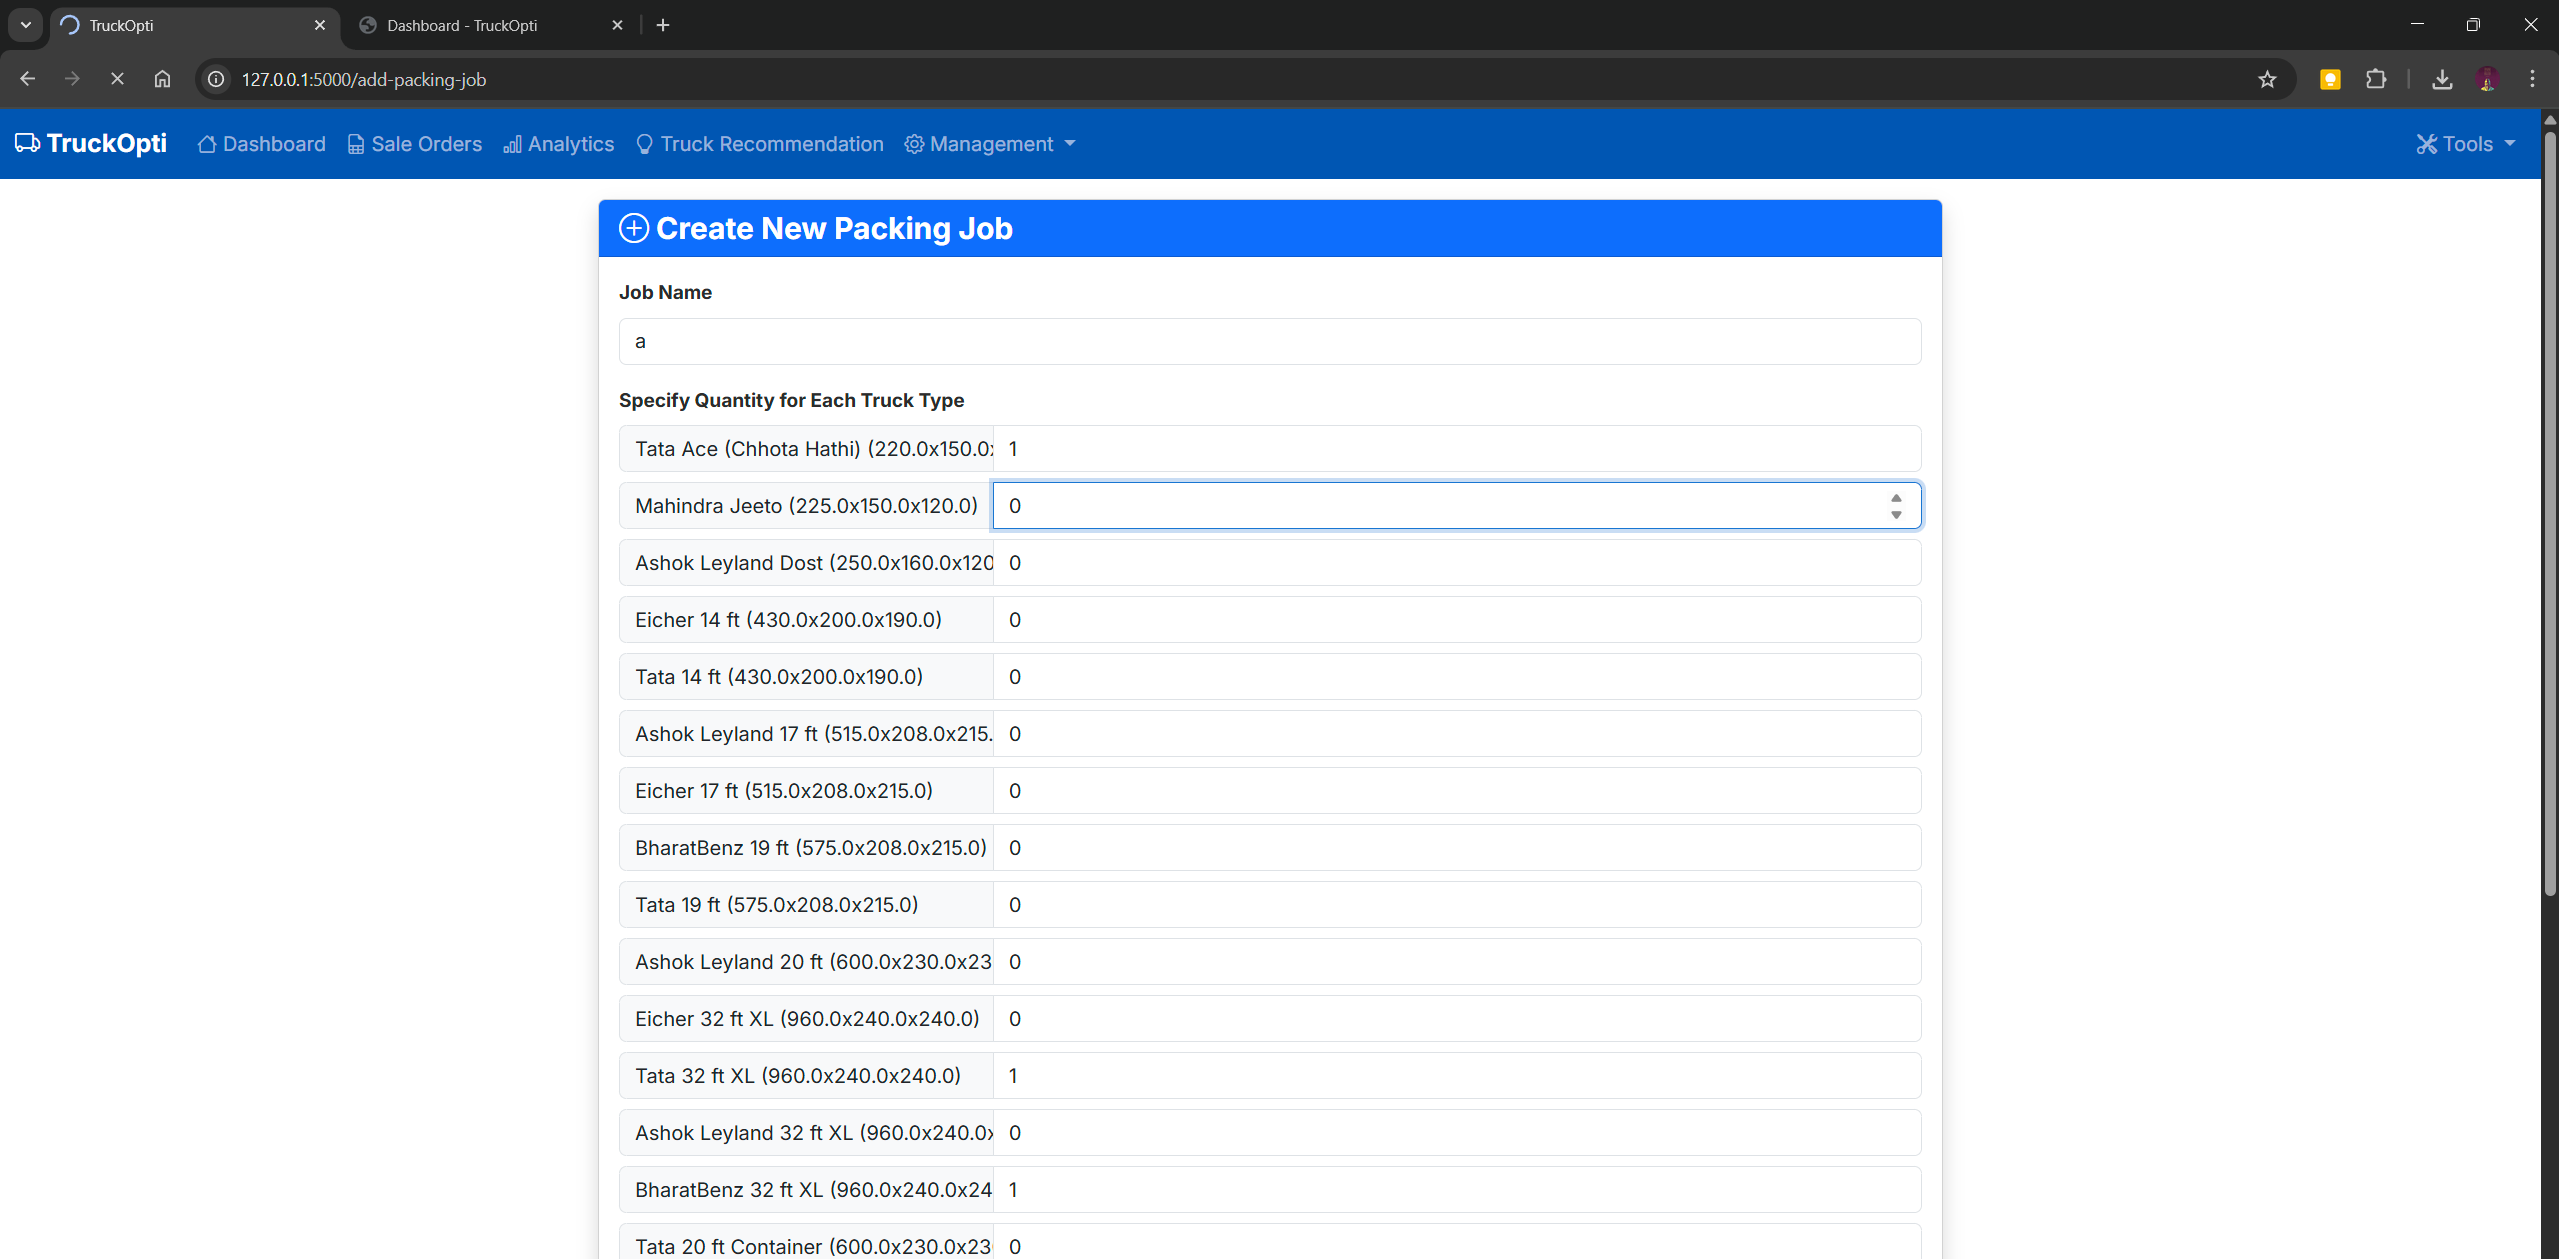 TruckOpti
Dashboard - TruckOpti
127.0.0.1:5000/add-packing-job
TruckOpti Dashboard Sale Orders Analytics Truck Recommendation Management Tools
Create New Packing Job
Job Name
a
Specify Quantity for Each Truck Type
Tata Ace (Chhota Hathi) (220.0x150.0x 1
Mahindra Jeeto (225.0x150.0x120.0) 0
Ashok Leyland Dost (250.0x160.0x120 0
Eicher 14 ft (430.0x200.0x190.0) 0
Tata 14 ft (430.0x200.0x190.0) 0
Ashok Leyland 17 ft (515.0x208.0x215. 0
Eicher 17 ft (515.0x208.0x215.0) 0
BharatBenz 19 ft (575.0x208.0x215.0) 0
Tata 19 ft (575.0x208.0x215.0) 0
Ashok Leyland 20 ft (600.0x230.0x23 0
Eicher 32 ft XL (960.0x240.0x240.0) 0
Tata 32 ft XL (960.0x240.0x240.0) 1
Ashok Leyland 32 ft XL (960.0x240.0x 0
BharatBenz 32 ft XL (960.0x240.0x24 1
Tata 20 ft Container (600.0x230.0x23 0